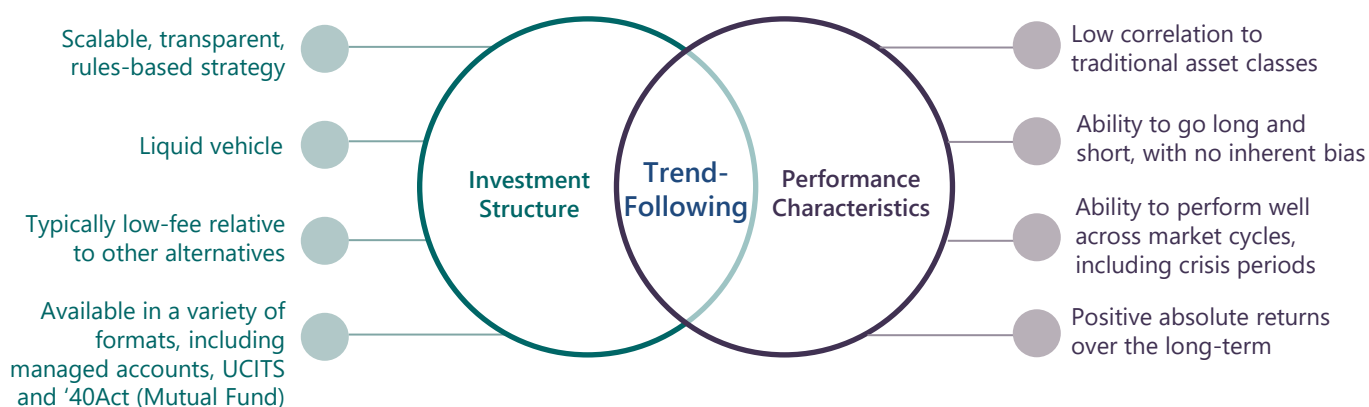 Scalable, transparent,
rules-based strategy
Liquid vehicle
Typically low-fee relative
to other alternatives
Available in a variety of
formats, including
managed accounts, UCITS
and ‘40Act (Mutual Fund)
Investment
Structure
Trend-
Following
Performance
Characteristics
Low correlation to
traditional asset classes
Ability to go long and
short, with no inherent bias
Ability to perform well
across market cycles,
including crisis periods
Positive absolute returns
over the long-term